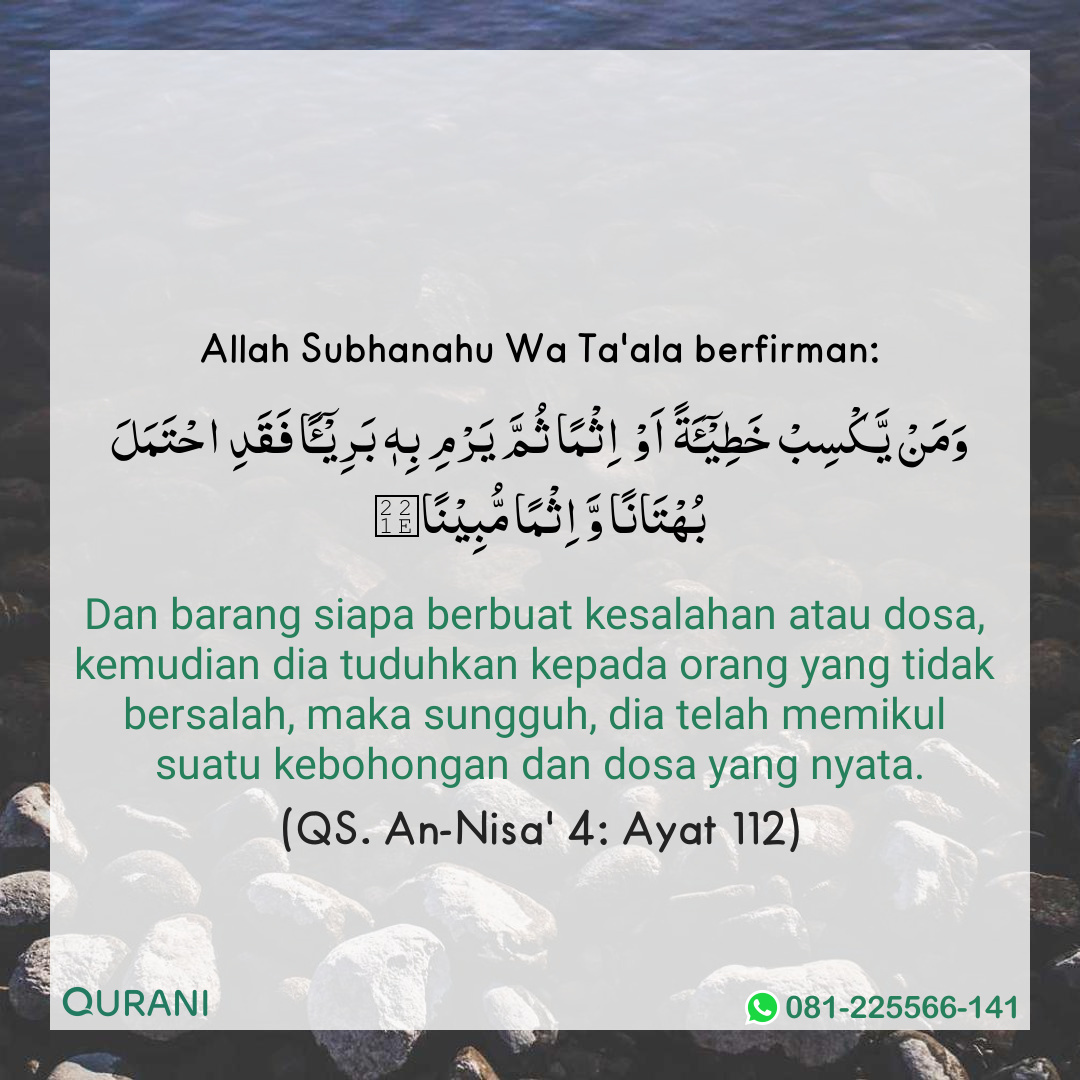 Allah Subhanahu Wa Ta'ala berfirman:
وَمَنْ يَّكْسِبْ خَطِيْٓـئَةً اَوْ اِثْمًا ثُمَّ يَرْمِ بِهٖ بَرِيْٓـئًا فَقَدِ احْتَمَلَ
بُهْتَانًا وَّاِثْمًا مُّبِيْنًا
Dan barang siapa berbuat kesalahan atau dosa,
kemudian dia tuduhkan kepada orang yang tidak
bersalah, maka sungguh, dia telah memikul
suatu kebohongan dan dosa yang nyata.
(QS. An-Nisa' 4: Ayat 112)
QURANI
081-225566-141